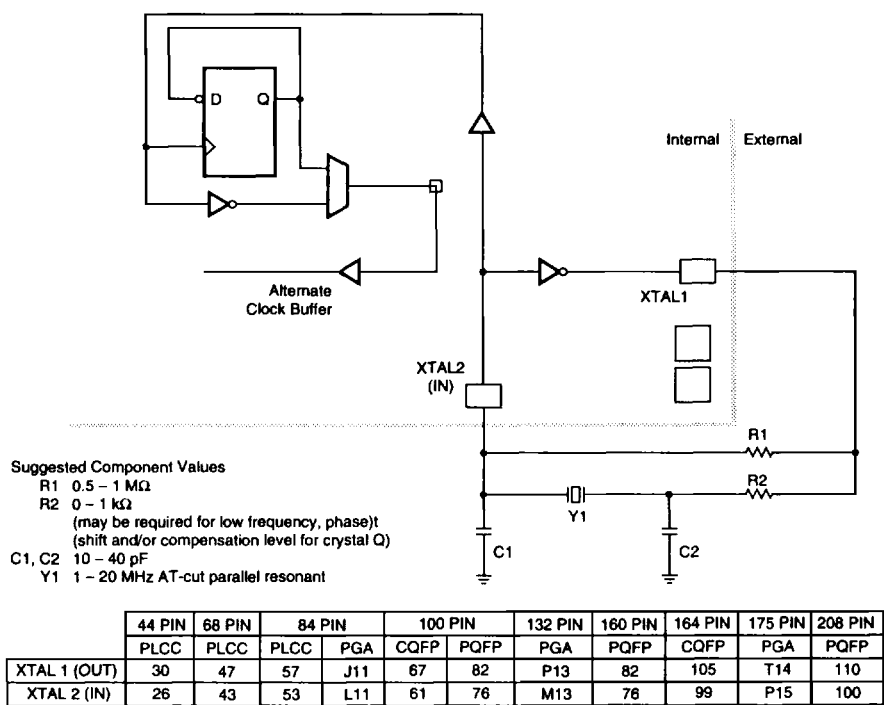 D Q
Internal External
Alternate
Clock Buffer
XTAL1
XTAL2
(IN)
R1
R2
Y1
C1
C2
Suggested Component Values
R1 0.5 – 1 MΩ
R2 0 – 1 kΩ
(may be required for low frequency, phase)t
(shift and/or compensation level for crystal Q)
C1, C2 10 – 40 pF
Y1 1 – 20 MHz AT-cut parallel resonant
44 PIN 68 PIN 84 PIN 100 PIN 132 PIN 160 PIN 164 PIN 175 PIN 208 PIN
PLCC PLCC PLCC PGA CQFP PQFP PGA PQFP CQFP PGA PQFP
XTAL 1 (OUT) 30 47 57 J11 67 82 P13 82 105 T14 110
XTAL 2 (IN) 26 43 53 L11 61 76 M13 76 99 P15 100